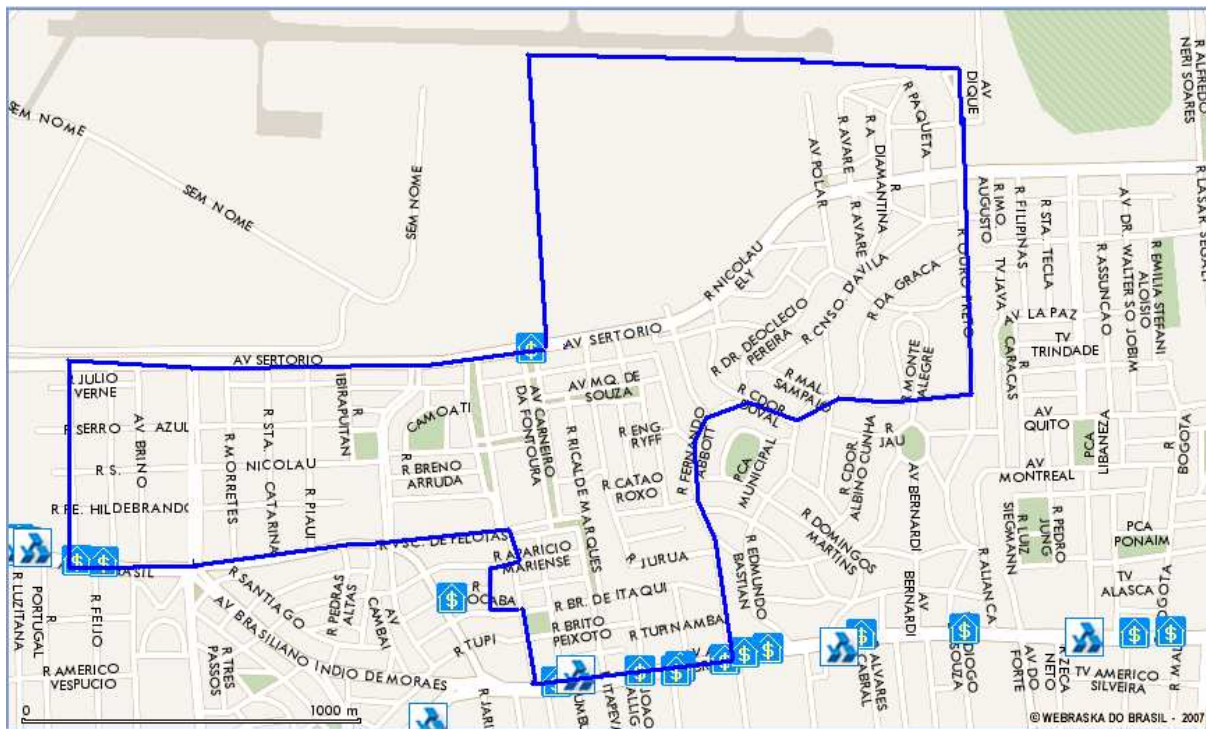 AV
DIQUE
R ALFREDO
NERI SOARES
SEM NOME
SEM NOME
SEM NOME
R PAQUETA
R
DIAMANTINA
R A.
R AVARE
AV POLAR
R AVARE
R LASAR SEGALL
R NICOLAU
ELY
R CNSO. D'AVILA
R DA GRACA
R OURO PRETO
R IMO.
AUGUSTO
R FILIPINAS
R STA. TECLA
TV JAVA
R ASSUNCAO
AV DR. WALTER SO JOBIM
R EMILIA STEFANI
ALOISIO
AV SERTORIO
AV SERTORIO
AV LA PAZ
TV
TRINDADE
R DR. DEOCLECIO
PEREIRA
R JULIO
VERNE
R
IBIRAPUITAN
CAMOATI
AV CARNEIRO
DA FONTOURA
AV MQ. DE
SOUZA
R MAL.
SAMPAIO
R CDOR.
DUVAL
R MONTE
ALEGRE
CARACAS
AV
QUITO
PCA
LIBANEZA
R
BOGOTA
R SERRO AZUL
AV BRINO
R MORRETES
R STA.
CATARINA
R ENG.
RYFF
R RICALDE MARQUES
R FERNANDO
ABBOTT
PCA
MUNICIPAL
R CDOR.
ALBINO CUNHA
R
JAU
AV BERNARDI
AV
MONTREAL
R S. NICOLAU
R BRENO
ARRUDA
R CATAO
ROXO
R PE. HILDEBRANDO
R PIAUI
R LUIZ
SIEGMANN
R PEDRO
JUNG
PCA
PONAIM
R VSC. DE PELOTAS
R APARICIO
MARIENSE
R JURUA
R DOMINGOS
MARTINS
R EDMUNDO
BASTIAN
R ALIANCA
TV
ALASCA
R LUZITANA
PORTUGAL
R
R FEIJO
R SANTIAGO
R PEDRAS
ALTAS
AV
CAMBAI
R BR. DE ITAQUI
R BRITO
PEIXOTO
R TUPINAMBA
R TUPI
AV
BERNARDI
AV BRASILIANO INDIO DE MORAES
R AMERICO
VESPUCIO
R TRES
PASSOS
R JARI
ITAPEVA
R JOAO
R ALVARES
CABRAL
R DIOGO
SOUZA
AV DO
FORTE
R ZECA
NETO
TV AMERICO
SILVEIRA
0 1000 m
© WEBRASKA DO BRASIL - 2007